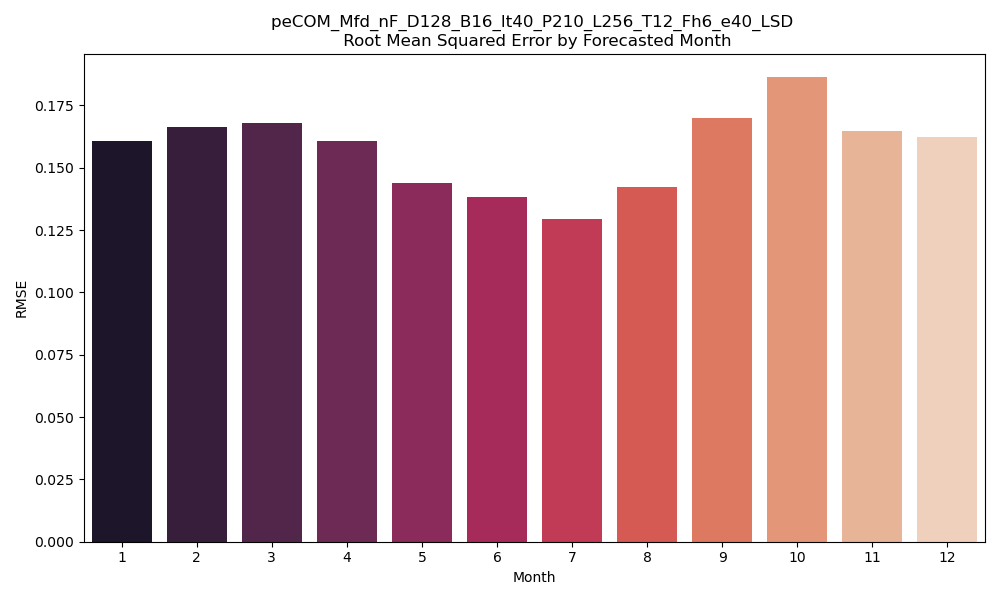 peCOM_Mfd_nF_D128_B16_It40_P210_L256_T12_Fh6_e40_LSD
Root Mean Squared Error by Forecasted Month
0.175
0.150
0.125
0.100
0.075
0.050
0.025
0.000
RMSE
1 2 3 4 5 6 7 8 9 10 11 12
Month